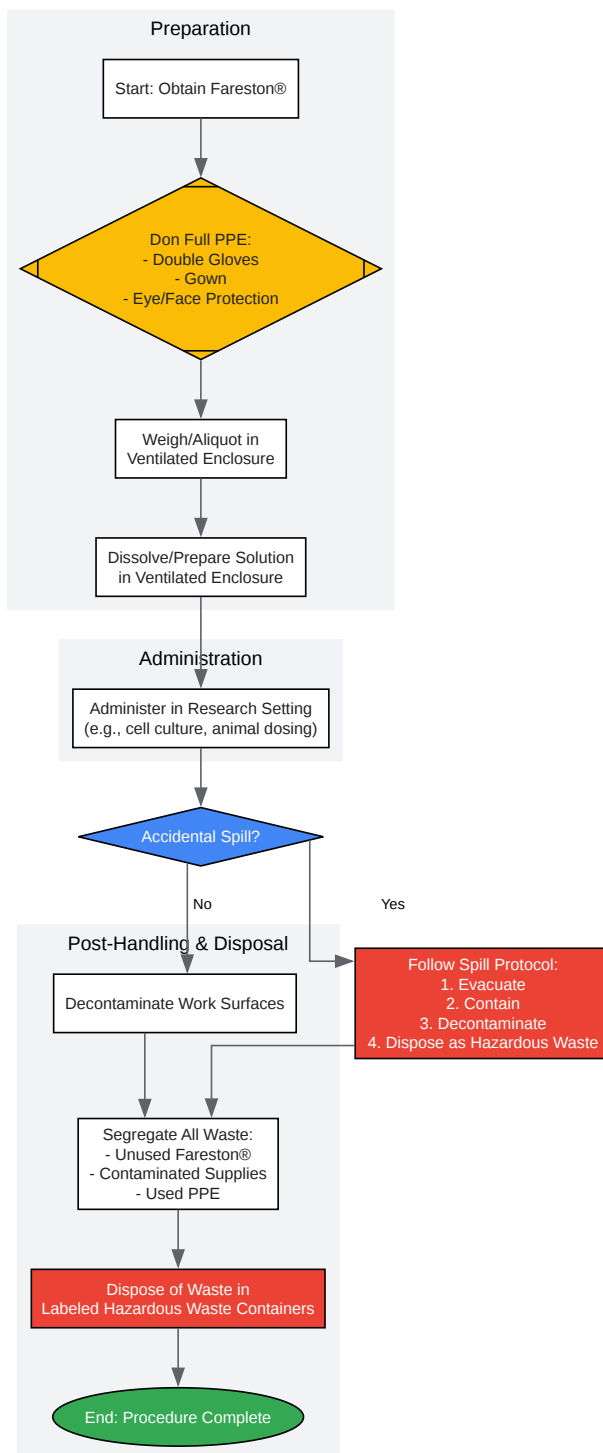 Preparation
Start: Obtain Fareston®
Don Full PPE:
- Double Gloves
- Gown
- Eye/Face Protection
Weigh/Aliquot in
Ventilated Enclosure
Dissolve/Prepare Solution
in Ventilated Enclosure
Administration
Administer in Research Setting
(e.g., cell culture, animal dosing)
Accidental Spill?
No
Yes
Post-Handling & Disposal
Decontaminate Work Surfaces
Follow Spill Protocol:
1. Evacuate
2. Contain
3. Decontaminate
4. Dispose as Hazardous Waste
Segregate All Waste:
- Unused Fareston®
- Contaminated Supplies
- Used PPE
Dispose of Waste in
Labeled Hazardous Waste Containers
End: Procedure Complete